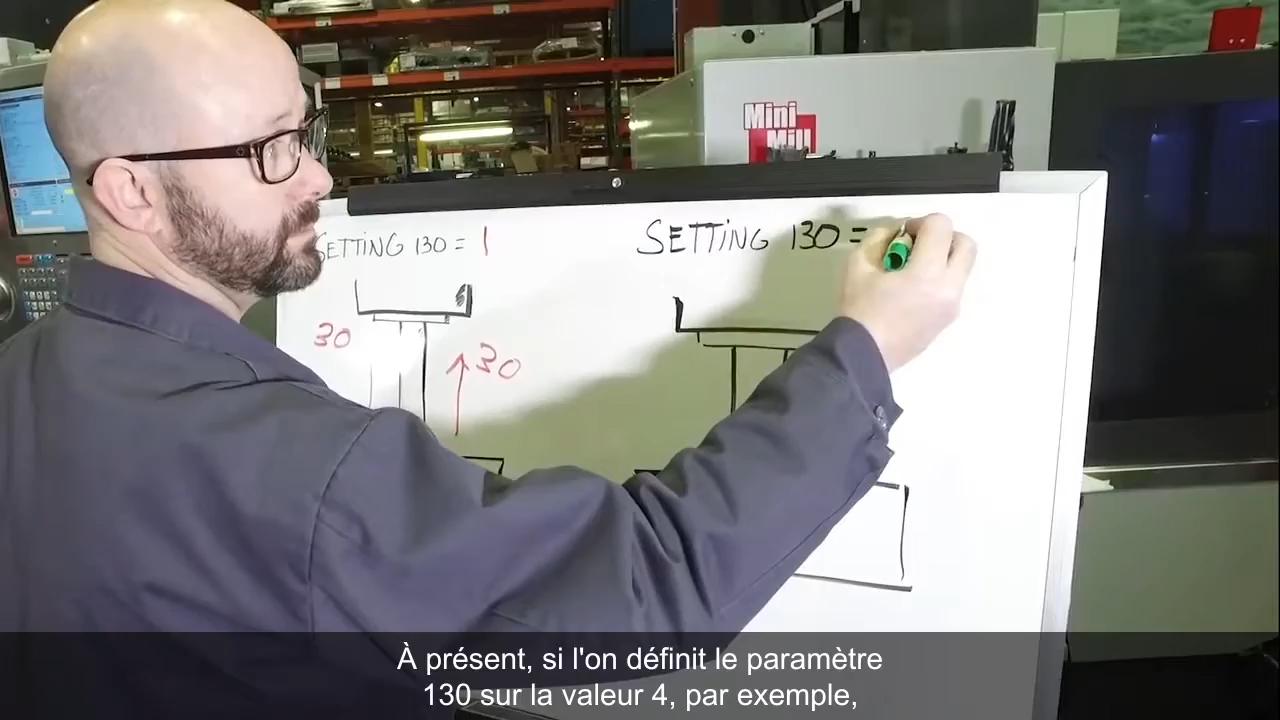 Mini
Mill
SETTING 130 = 1
SETTING 130 =
30
30
À présent, si l'on définit le paramètre
130 sur la valeur 4, par exemple,